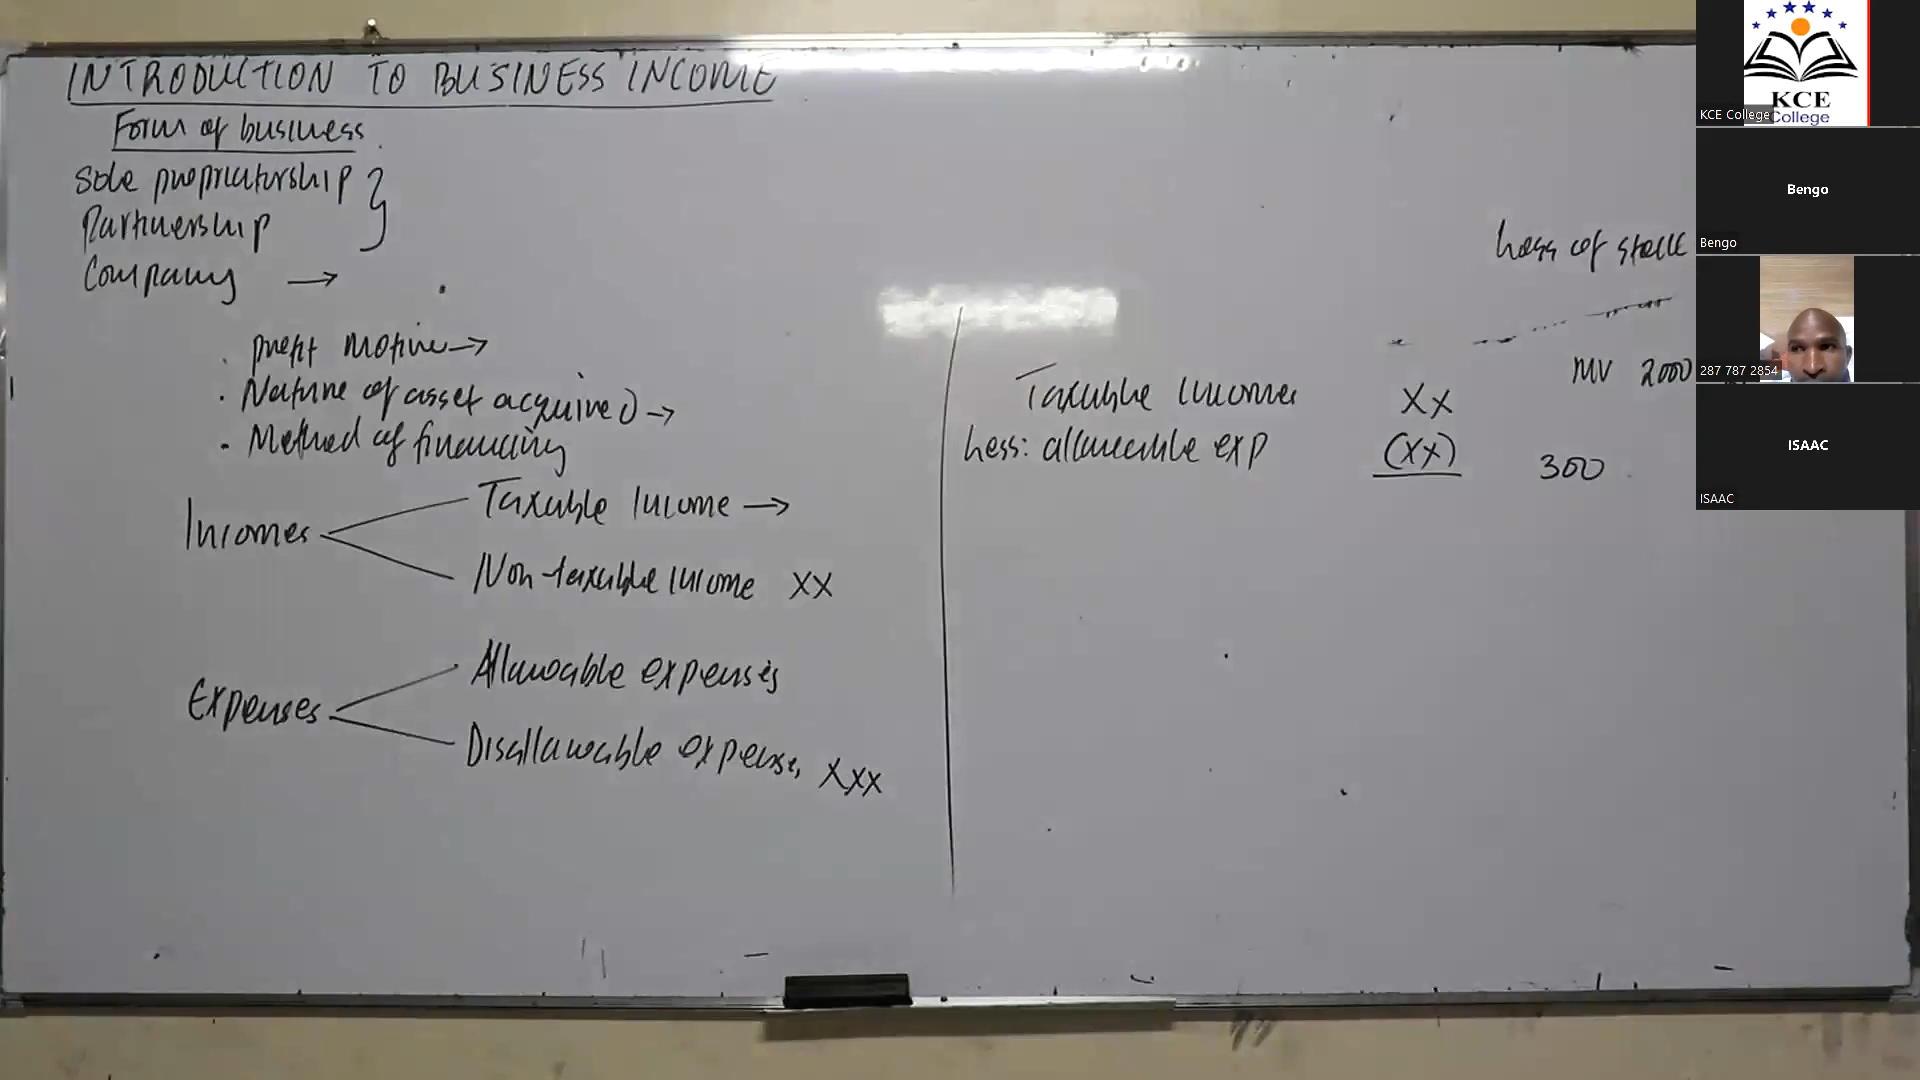 INTRODUCTION TO BUSINESS INCOME
Form of business
Sole proprietorship }
Partnership
Company →
. profit motive →
. Nature of asset acquired →
. Method of financing
Incomes
Taxable Income →
Non-taxable income XX
Expenses
Allowable expenses
Disallowable expenses XXX
Loss of stock
MV 2000
Taxable Incomes XX
Less: allowable exp (XX) 300
KCE
College
KCE College
Bengo
Bengo
287 787 2854
ISAAC
ISAAC